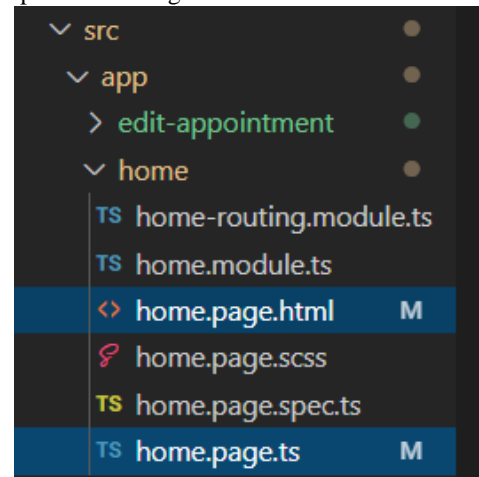 src
app
edit-appointment
home
TS home-routing.module.ts
TS home.module.ts
<> home.page.html M
home.page.scss
TS home.page.spec.ts
TS home.page.ts M